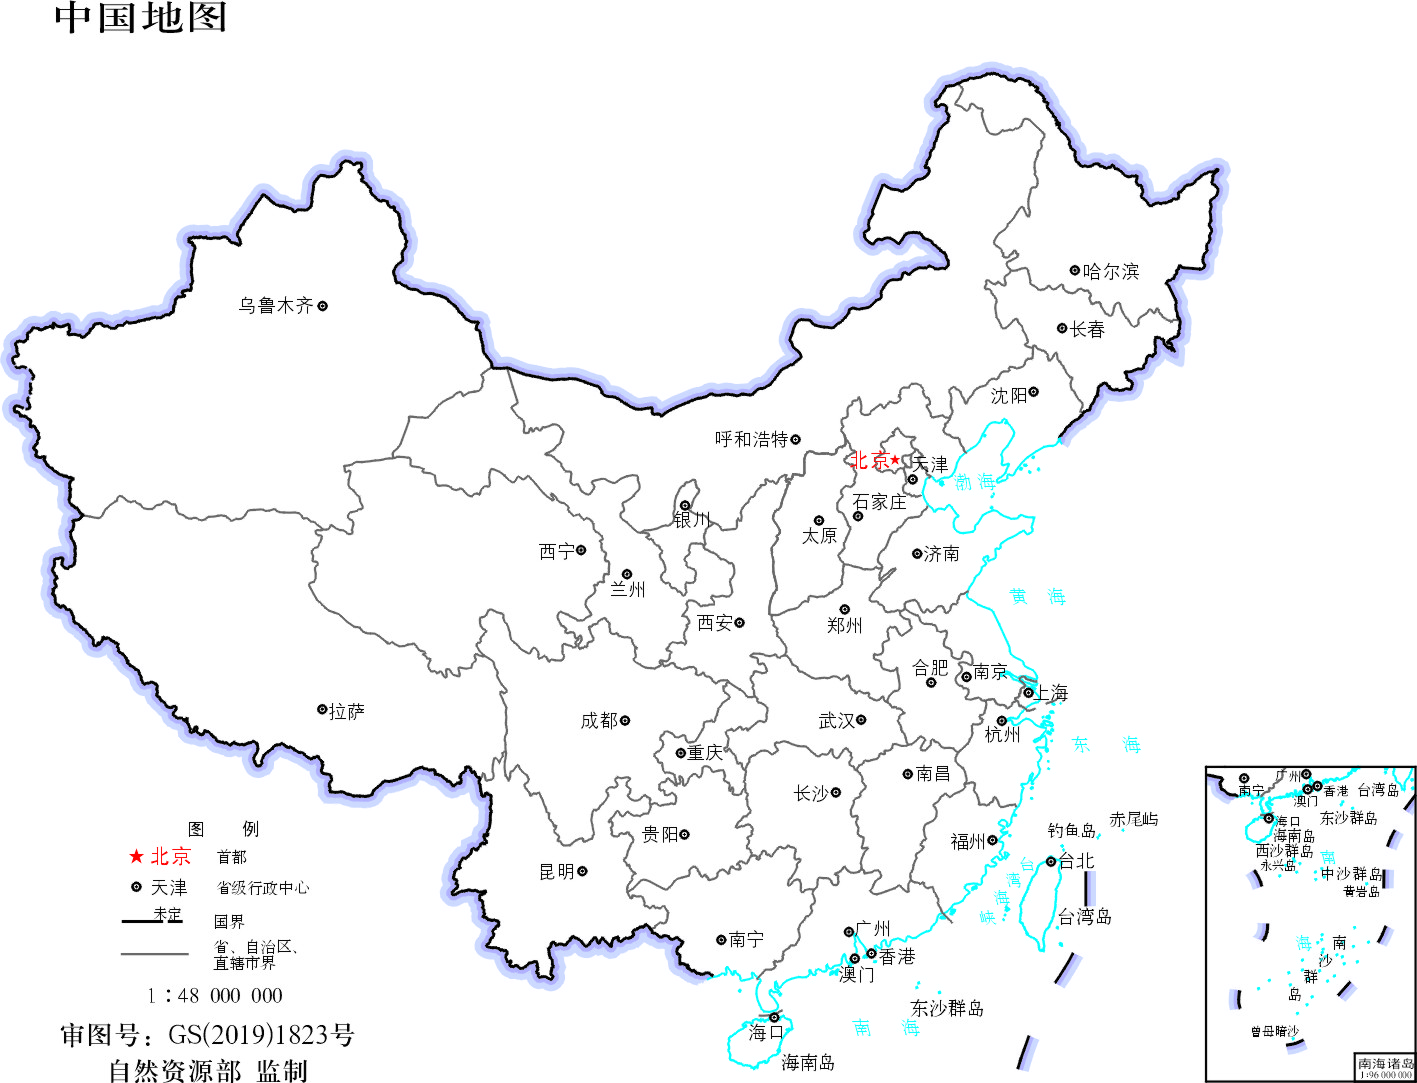 中国地图
哈尔滨
乌鲁木齐
长春
沈阳
呼和浩特
北京
天津
渤海
石家庄
银川
太原
西宁
济南
兰州
黄海
西安
郑州
合肥
南京
上海
拉萨
成都
武汉
杭州
东海
重庆
南昌
长沙
赤尾屿
钓鱼岛
贵阳
福州
台北
昆明
台湾海峡
台湾岛
广州
南宁
香港
澳门
东沙群岛
南海
海口
海南岛
图 例
北京 首都
天津 省级行政中心
未定 国界
省、自治区、
直辖市界
1：48 000 000
审图号：GS(2019)1823号
自然资源部 监制
广州
南宁
香港
澳门
台湾岛
海口
东沙群岛
海南岛
西沙群岛
永兴岛
中沙群岛
黄岩岛
南海
南沙群岛
曾母暗沙
南海诸岛
1:96 000 000